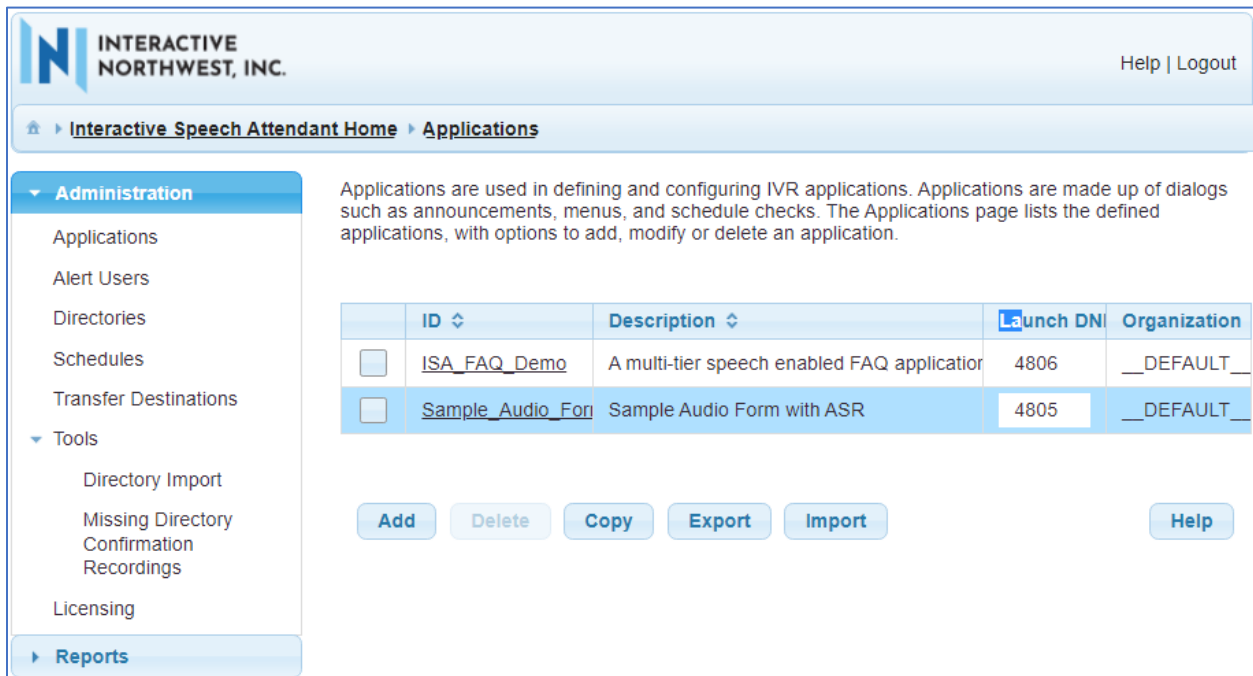 INTERACTIVE
NORTHWEST, INC.
Help | Logout
Interactive Speech Attendant Home Applications
Administration
Applications
Alert Users
Directories
Schedules
Transfer Destinations
Tools
Directory Import
Missing Directory
Confirmation
Recordings
Licensing
Reports
Applications are used in defining and configuring IVR applications. Applications are made up of dialogs
such as announcements, menus, and schedule checks. The Applications page lists the defined
applications, with options to add, modify or delete an application.
ID Description Launch DNI Organization
ISA_FAQ_Demo A multi-tier speech enabled FAQ application 4806 __DEFAULT__
Sample_Audio_For Sample Audio Form with ASR 4805 __DEFAULT__
Add Delete Copy Export Import Help